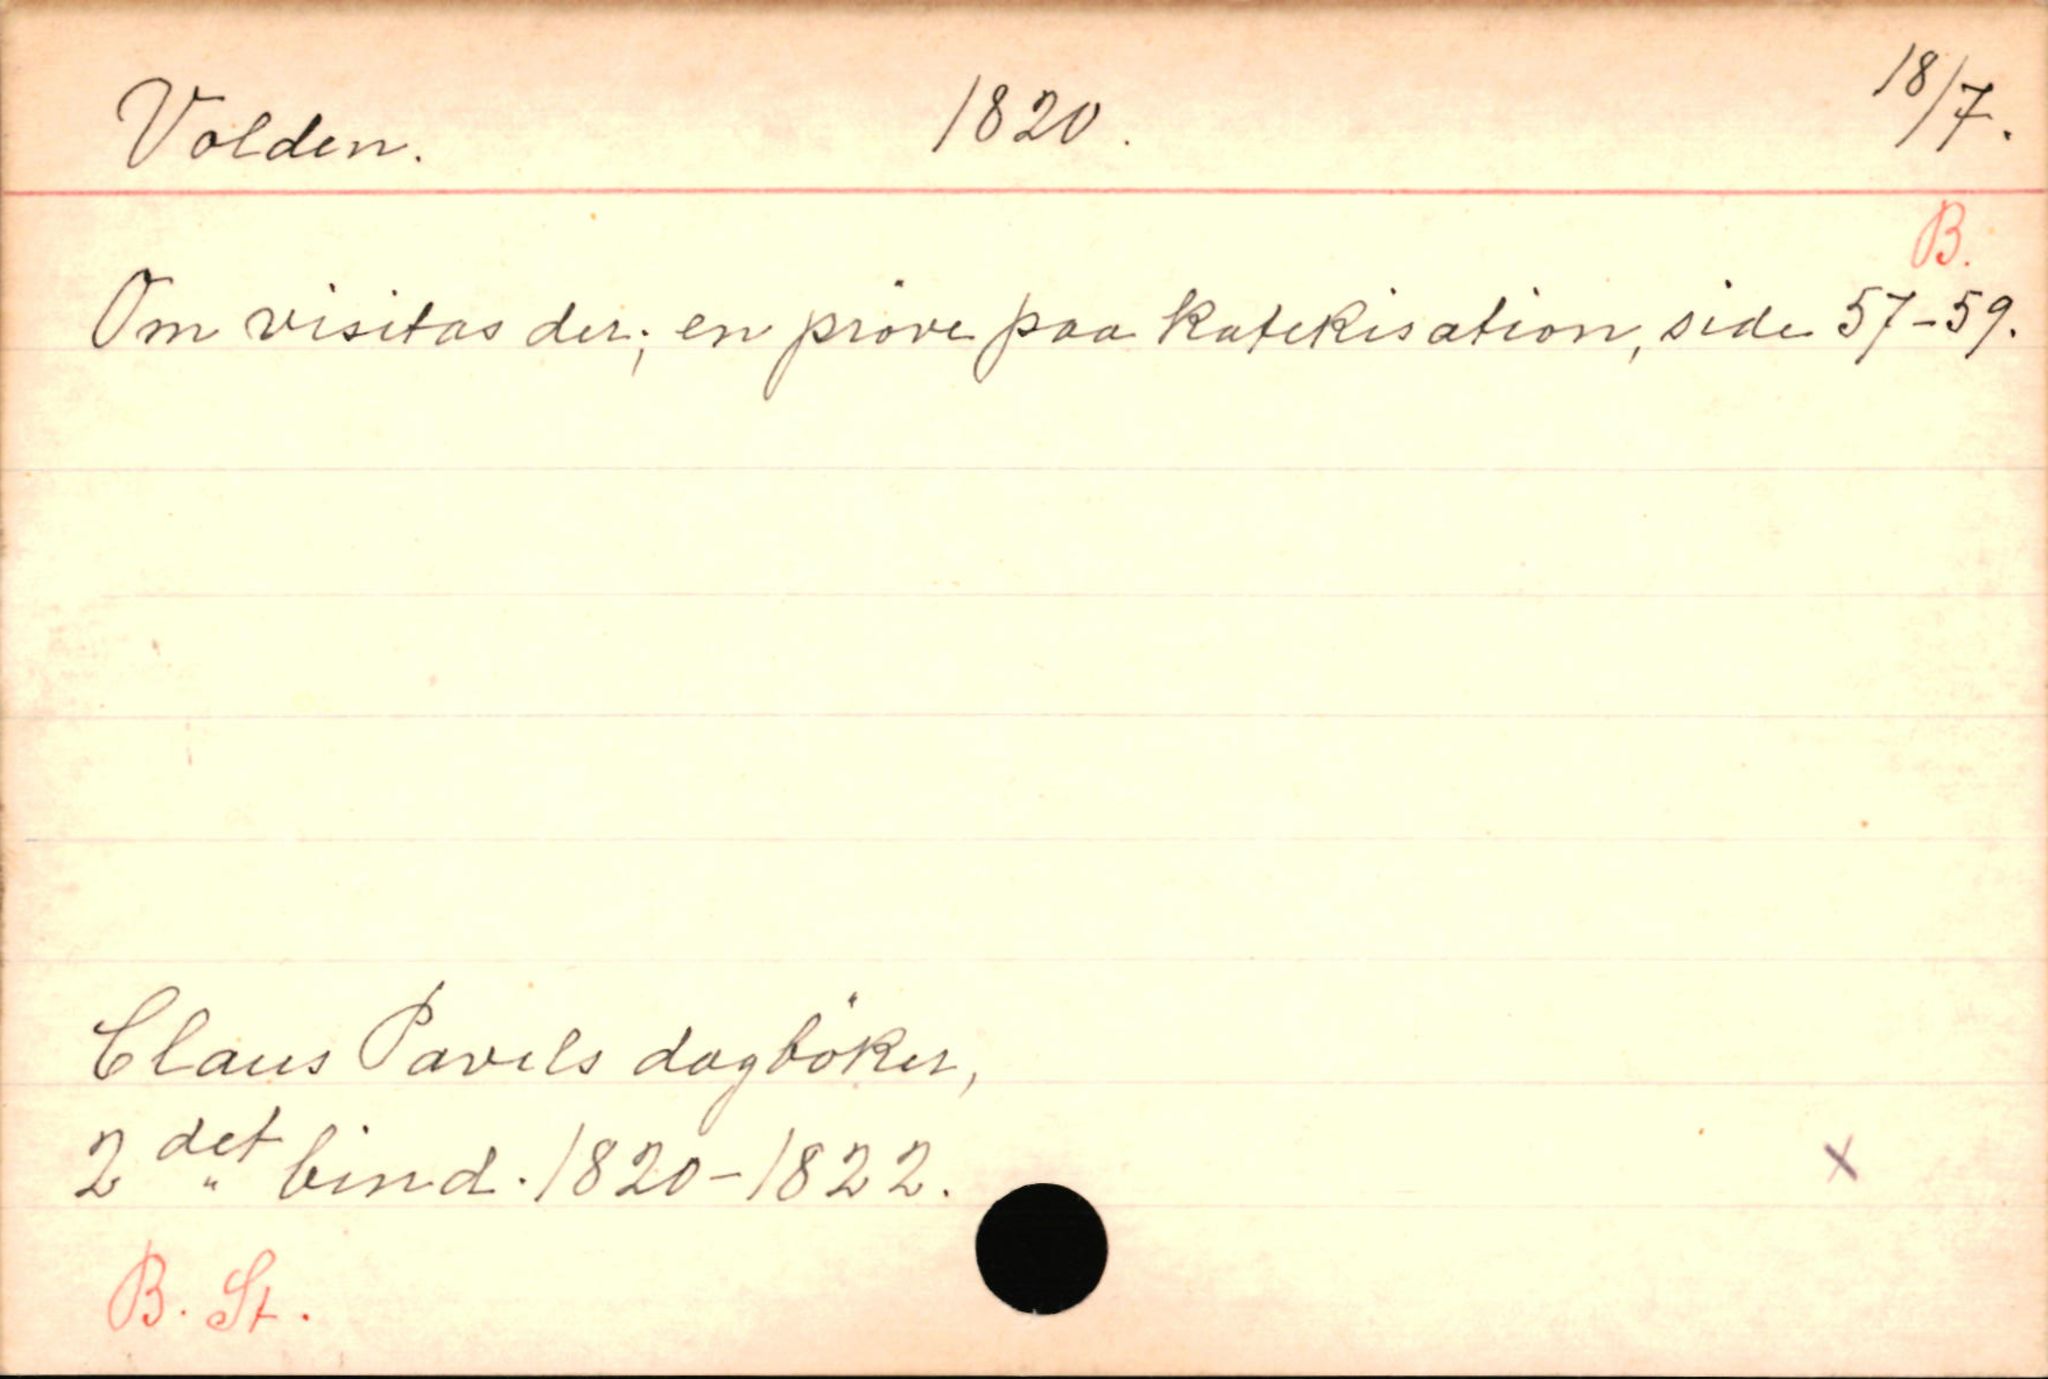 Volden. 1820. 18/7.
B.
Om visitas der; en pröve paa katekisation, side 57-59.
Claus Pavels dagböker,
2det bind. 1820-1822.
x
B. St.